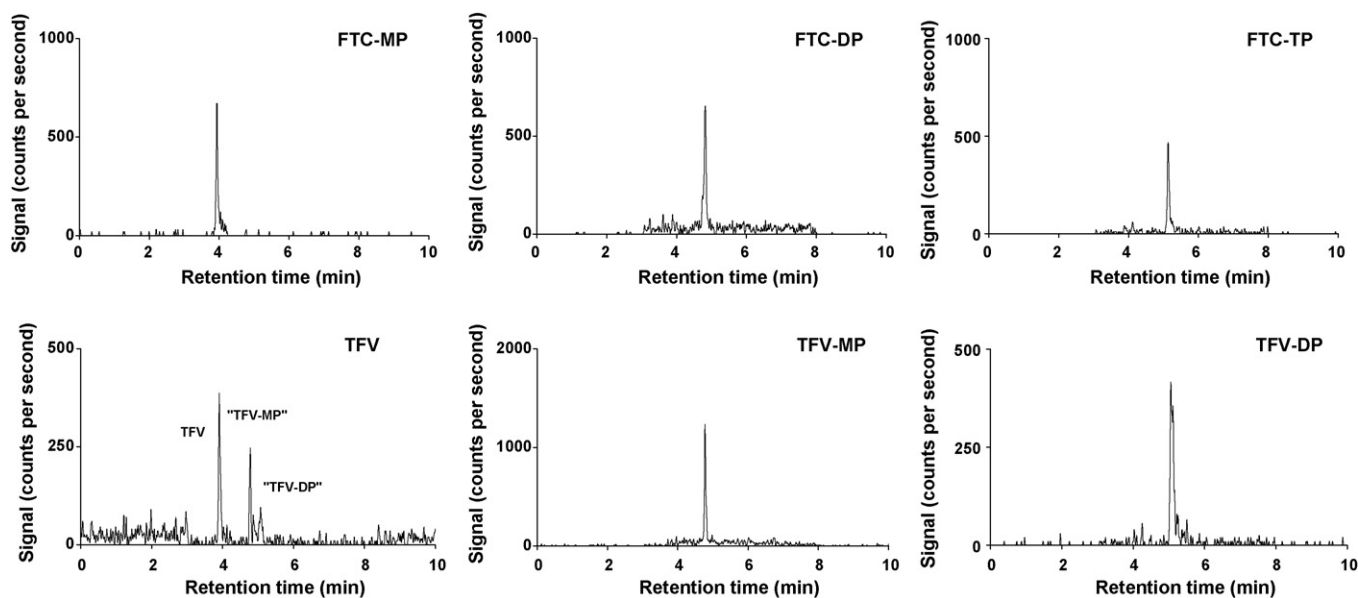 FTC-MP
Signal (counts per second)
1000
500
0
0 2 4 6 8 10
Retention time (min)
FTC-DP
Signal (counts per second)
1000
500
0
0 2 4 6 8 10
Retention time (min)
FTC-TP
Signal (counts per second)
1000
500
0
0 2 4 6 8 10
Retention time (min)
TFV
Signal (counts per second)
500
250
0
TFV
"TFV-MP"
"TFV-DP"
0 2 4 6 8 10
Retention time (min)
TFV-MP
Signal (counts per second)
2000
1000
0
0 2 4 6 8 10
Retention time (min)
TFV-DP
Signal (counts per second)
500
250
0
0 2 4 6 8 10
Retention time (min)